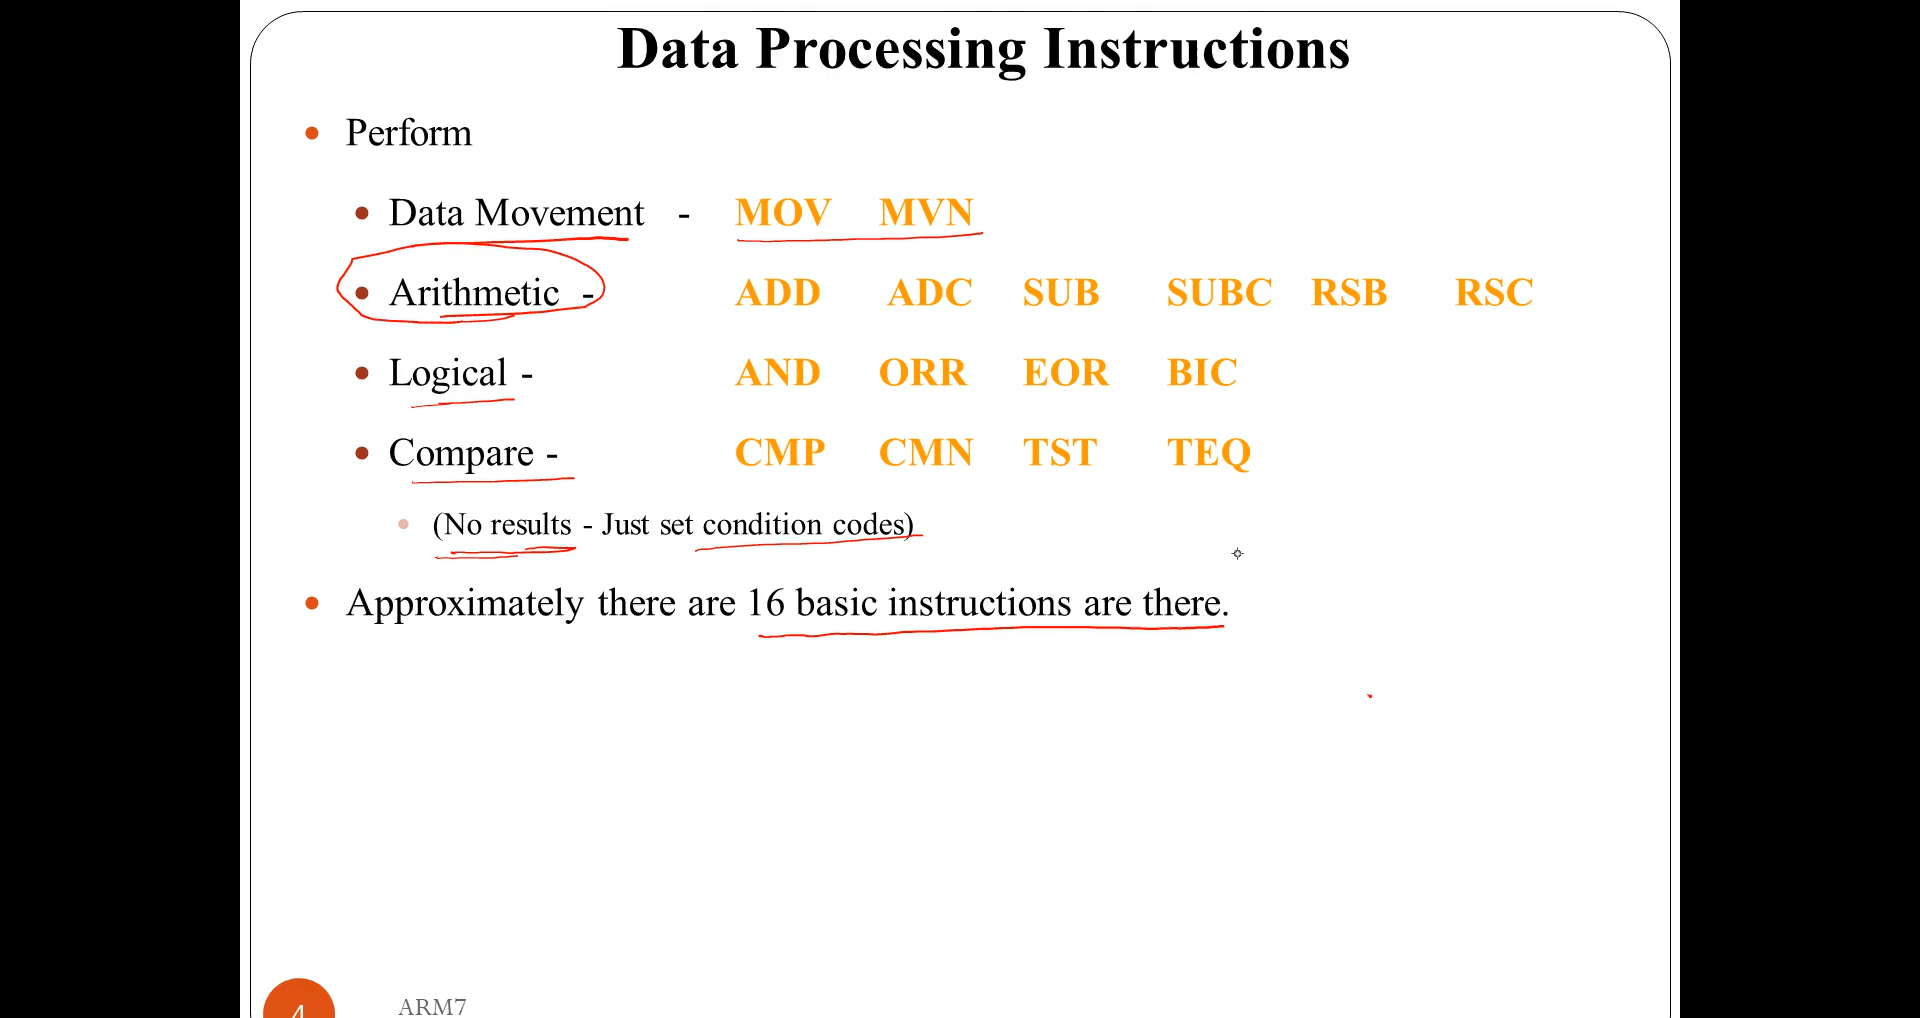 Data Processing Instructions
• Perform
• Data Movement - MOV MVN
• Arithmetic - ADD ADC SUB SUBC RSB RSC
• Logical - AND ORR EOR BIC
• Compare - CMP CMN TST TEQ
• (No results - Just set condition codes)
• Approximately there are 16 basic instructions are there.
4 ARM7